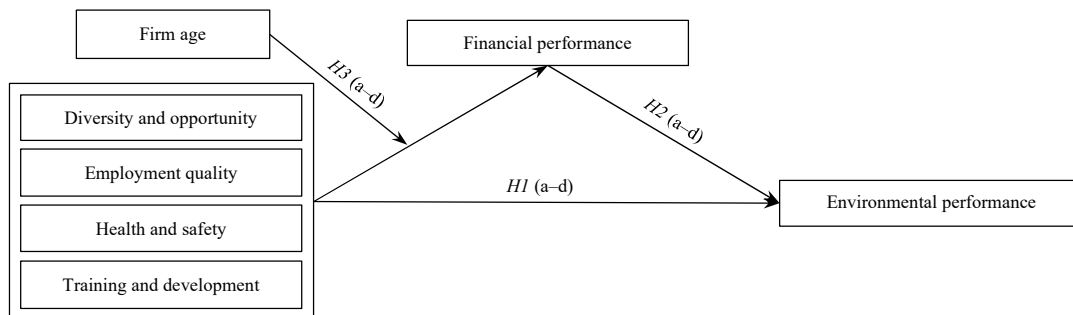 Firm age
Financial performance
H3 (a–d)
Diversity and opportunity
Employment quality
Health and safety
Training and development
H2 (a–d)
H1 (a–d)
Environmental performance